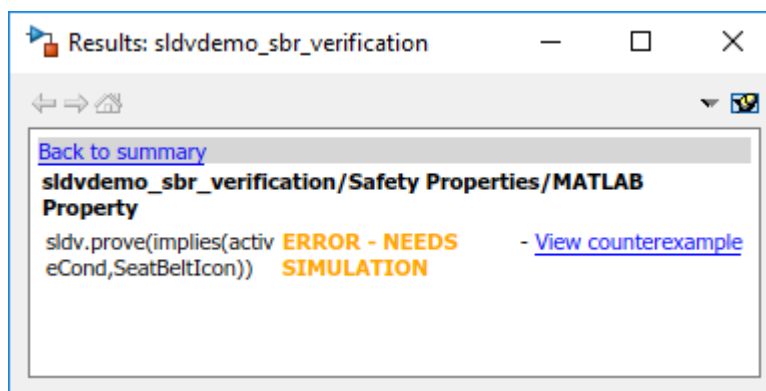 Results: sldvdemo_sbr_verification
Back to summary
sldvdemo_sbr_verification/Safety Properties/MATLAB
Property
sldv.prove(implies(activ ERROR - NEEDS - View counterexample
eCond,SeatBeltIcon)) SIMULATION